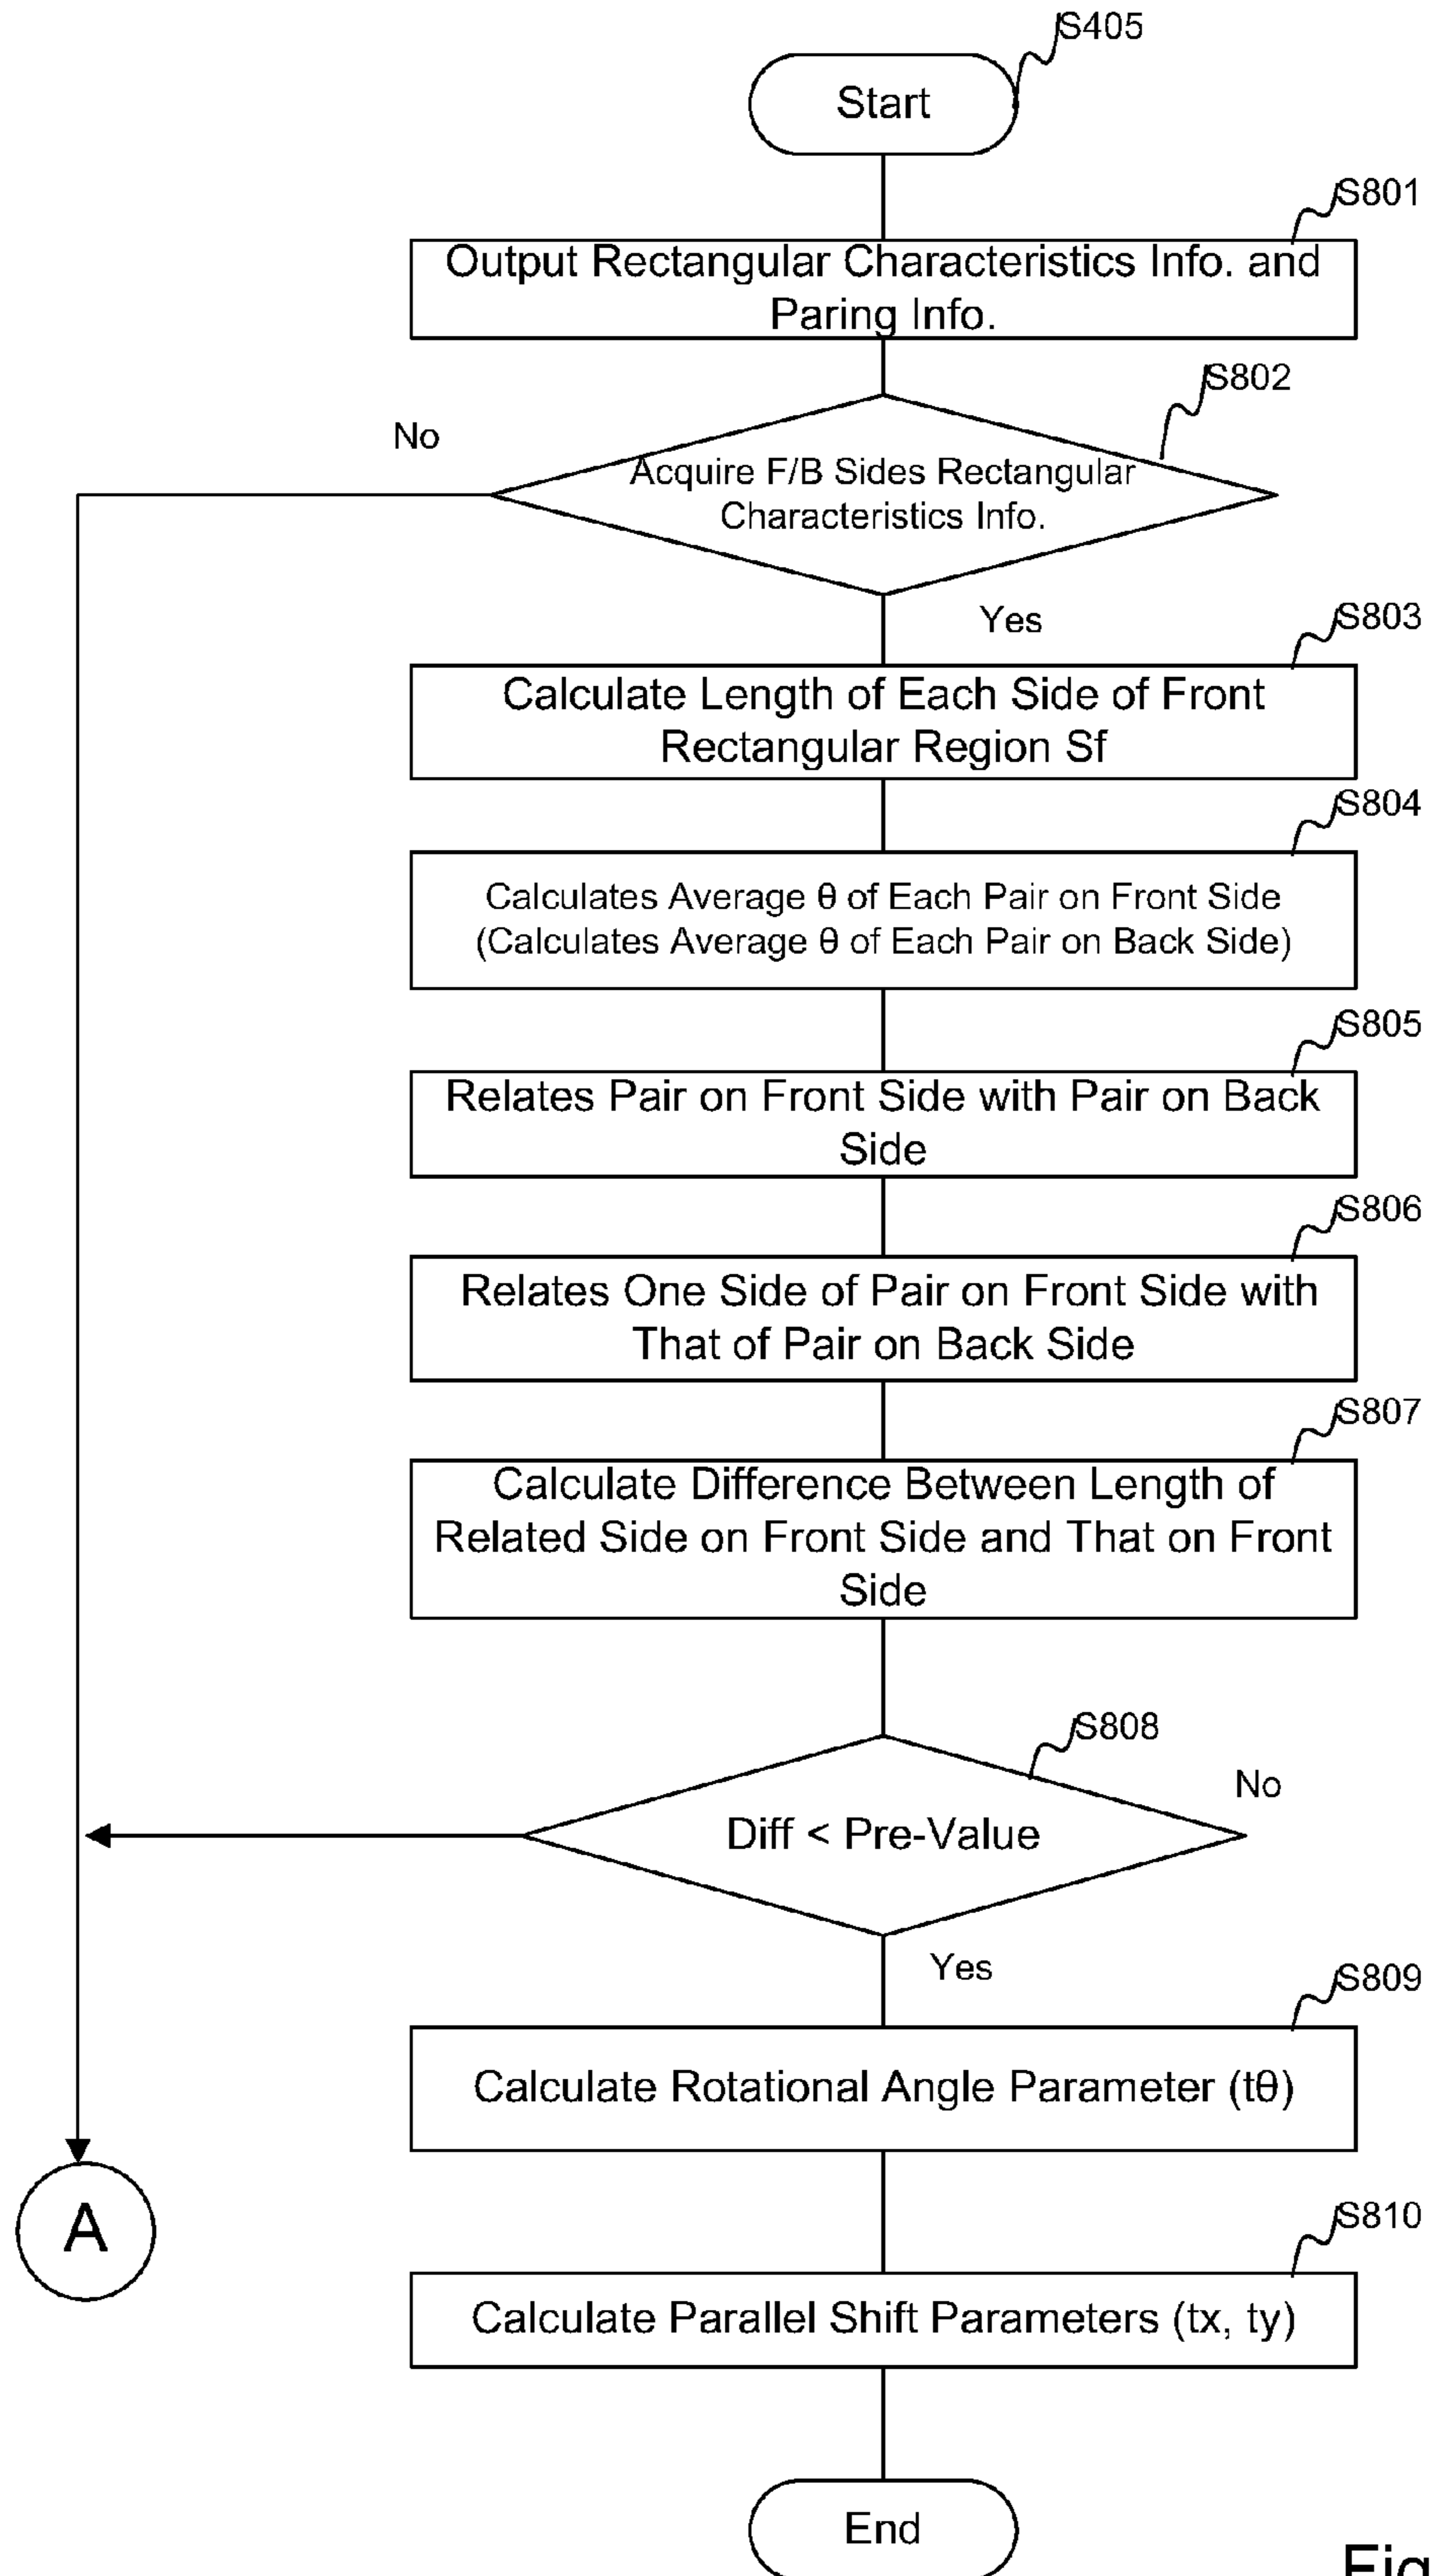 S405
Start
S801
Output Rectangular Characteristics Info. and
Paring Info.
S802
No
Acquire F/B Sides Rectangular
Characteristics Info.
Yes
S803
Calculate Length of Each Side of Front
Rectangular Region Sf
S804
Calculates Average θ of Each Pair on Front Side
(Calculates Average θ of Each Pair on Back Side)
S805
Relates Pair on Front Side with Pair on Back
Side
S806
Relates One Side of Pair on Front Side with
That of Pair on Back Side
S807
Calculate Difference Between Length of
Related Side on Front Side and That on Front
Side
S808
No
Diff < Pre-Value
Yes
S809
Calculate Rotational Angle Parameter (tθ)
A
S810
Calculate Parallel Shift Parameters (tx, ty)
End
Fig